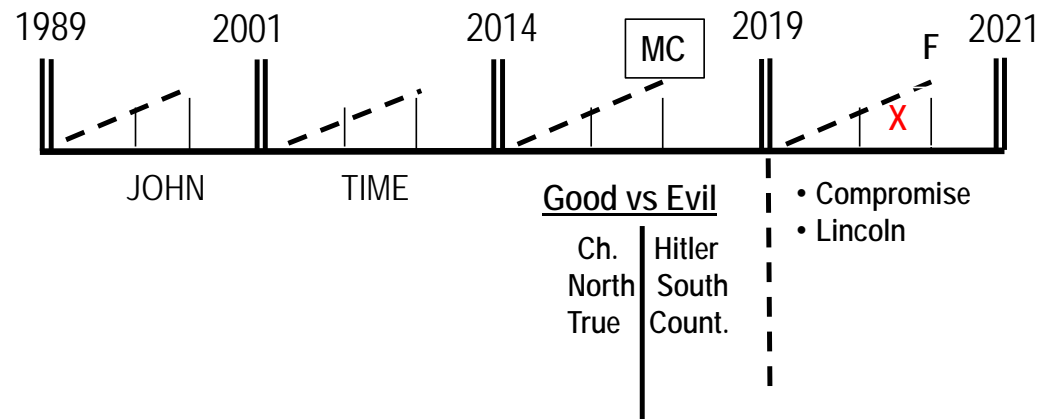 1989 2001 2014 MC 2019 F 2021
X
JOHN TIME
Good vs Evil
Ch. Hitler
North South
True Count.
• Compromise
• Lincoln